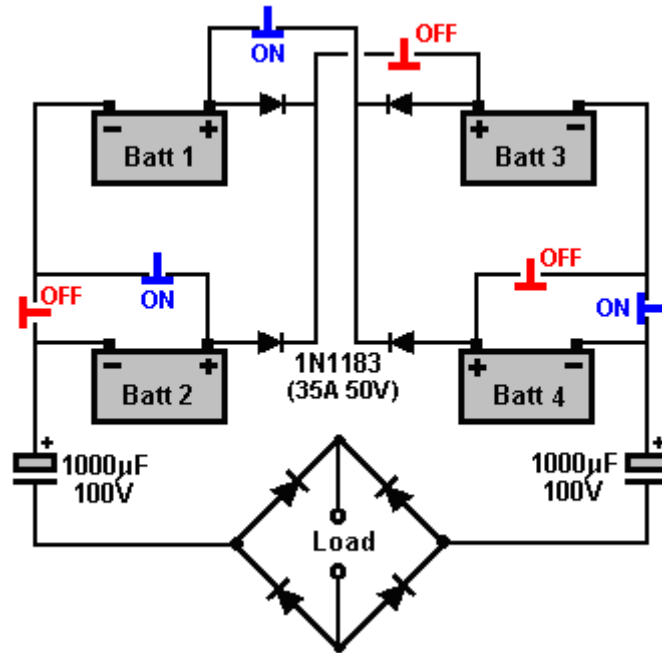 ON
OFF
- +
Batt 1
+ -
Batt 3
OFF
ON
OFF
ON
- +
Batt 2
+ -
Batt 4
1N1183
(35A 50V)
+
1000µF
100V
+
1000µF
100V
Load